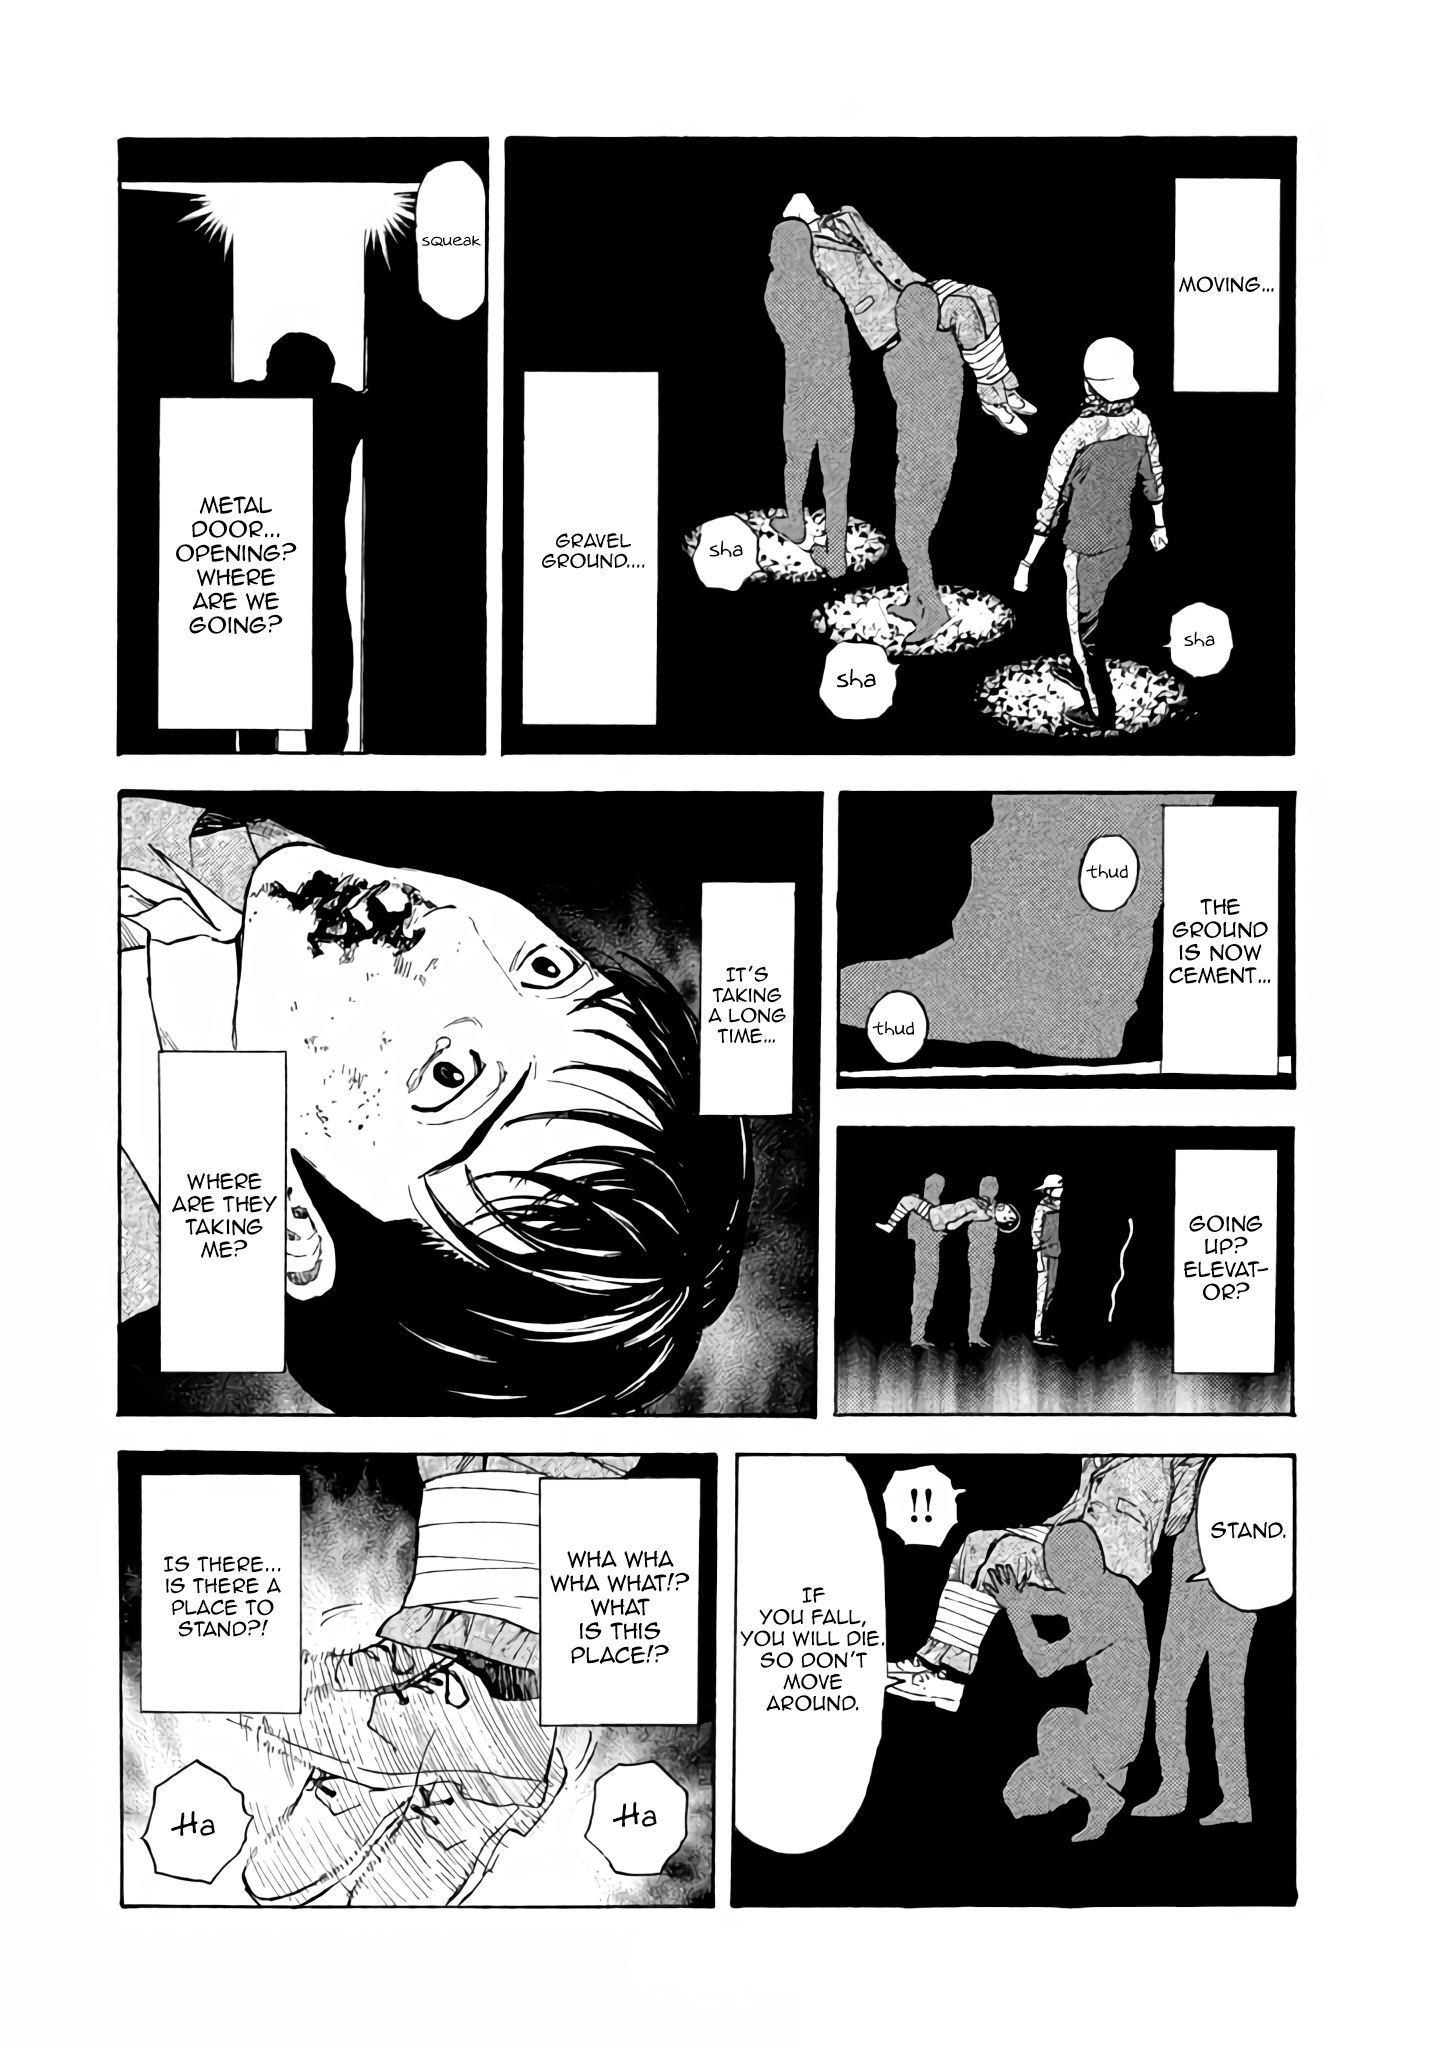 MOVING...
GRAVEL
GROUND....
sha
sha
sha
squeak
METAL
DOOR...
OPENING?
WHERE
ARE WE
GOING?
THE
GROUND
IS NOW
CEMENT...
thud
thud
GOING
UP?
ELEVAT-
OR?
IT'S
TAKING
A LONG
TIME...
WHERE
ARE THEY
TAKING
ME?
STAND.
!!
IF
YOU FALL,
YOU WILL DIE.
SO DON'T
MOVE
AROUND.
WHA WHA
WHA WHAT!?
WHAT
IS THIS
PLACE!?
IS THERE...
IS THERE A
PLACE TO
STAND?!
Ha
Ha